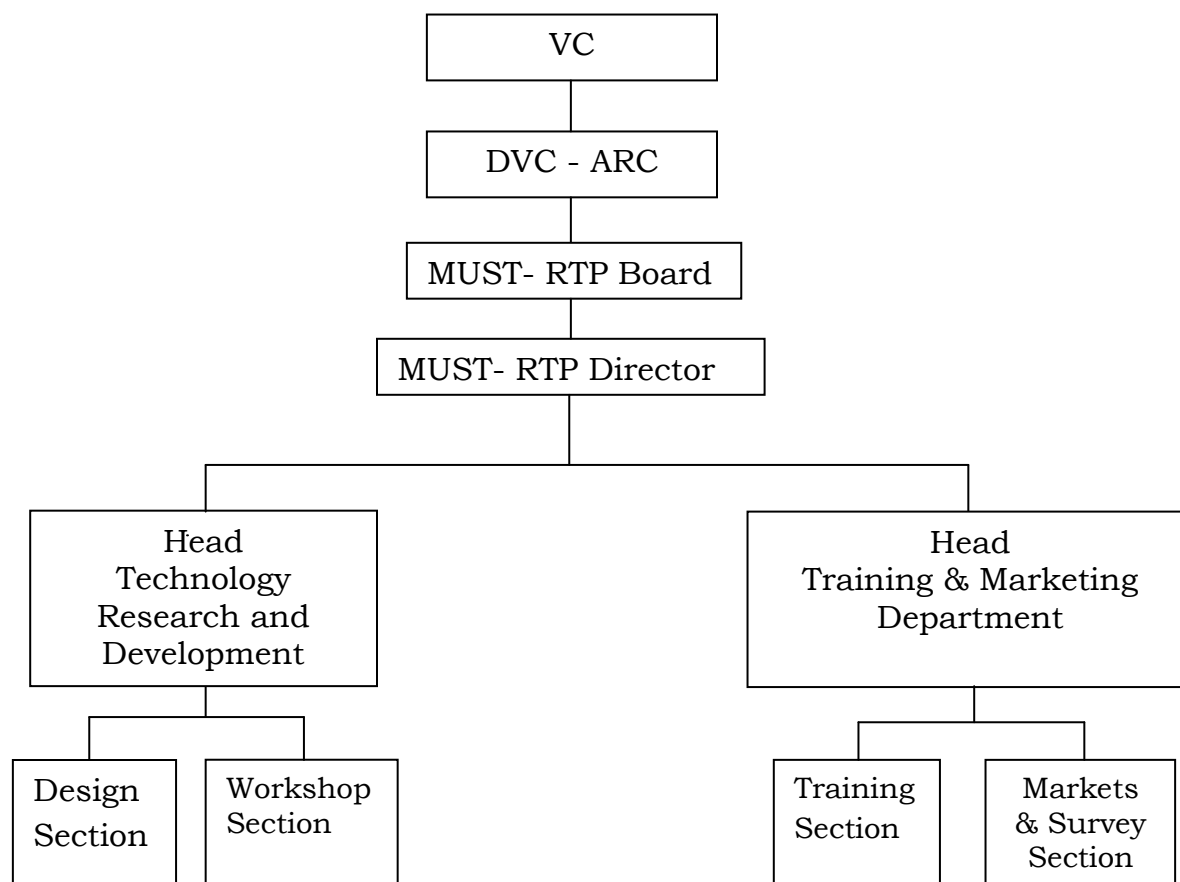 VC
DVC - ARC
MUST- RTP Board
MUST- RTP Director
Head
Technology
Research and
Development
Head
Training & Marketing
Department
Design
Section
Workshop
Section
Training
Section
Markets
& Survey
Section